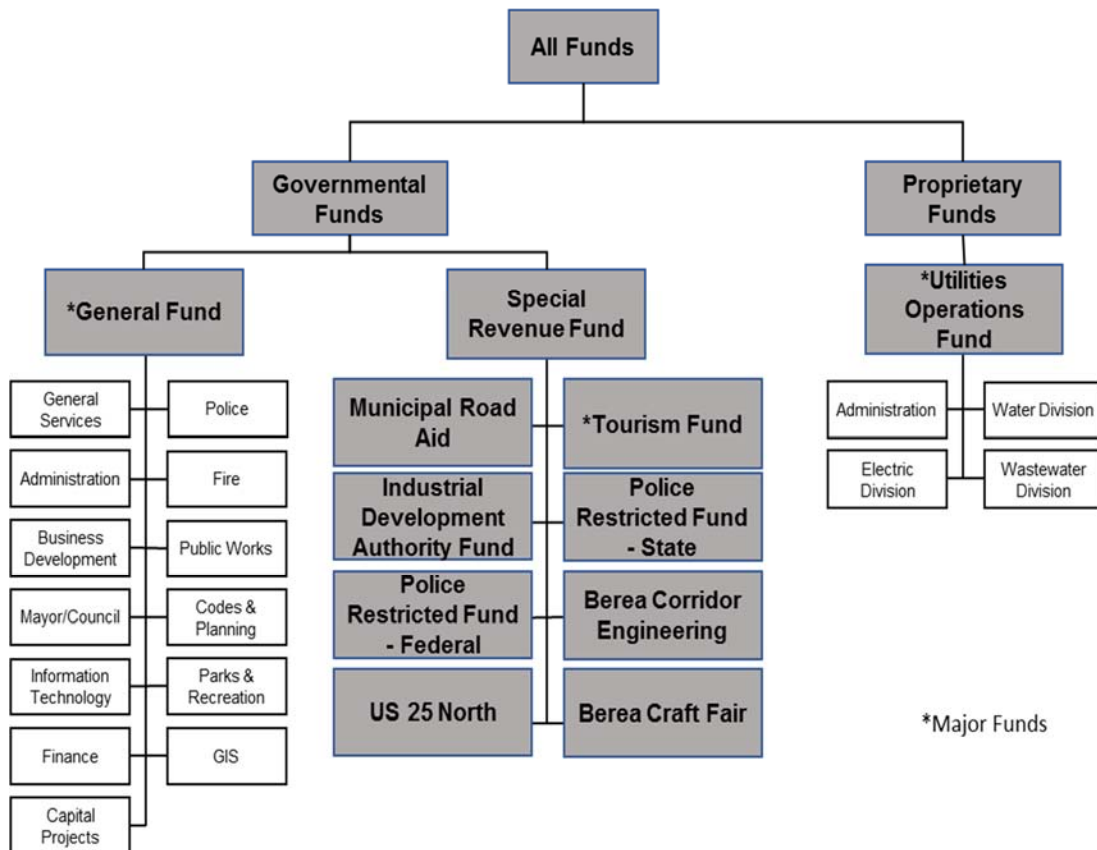 All Funds
Governmental
Funds
Proprietary
Funds
*General Fund
Special
Revenue Fund
*Utilities
Operations
Fund
General
Services
Police
Administration
Fire
Business
Development
Public Works
Mayor/Council
Codes &
Planning
Information
Technology
Parks &
Recreation
Finance
GIS
Capital
Projects
Municipal Road
Aid
*Tourism Fund
Industrial
Development
Authority Fund
Police
Restricted Fund
- State
Police
Restricted Fund
- Federal
Berea Corridor
Engineering
US 25 North
Berea Craft Fair
Administration
Water Division
Electric
Division
Wastewater
Division
*Major Funds